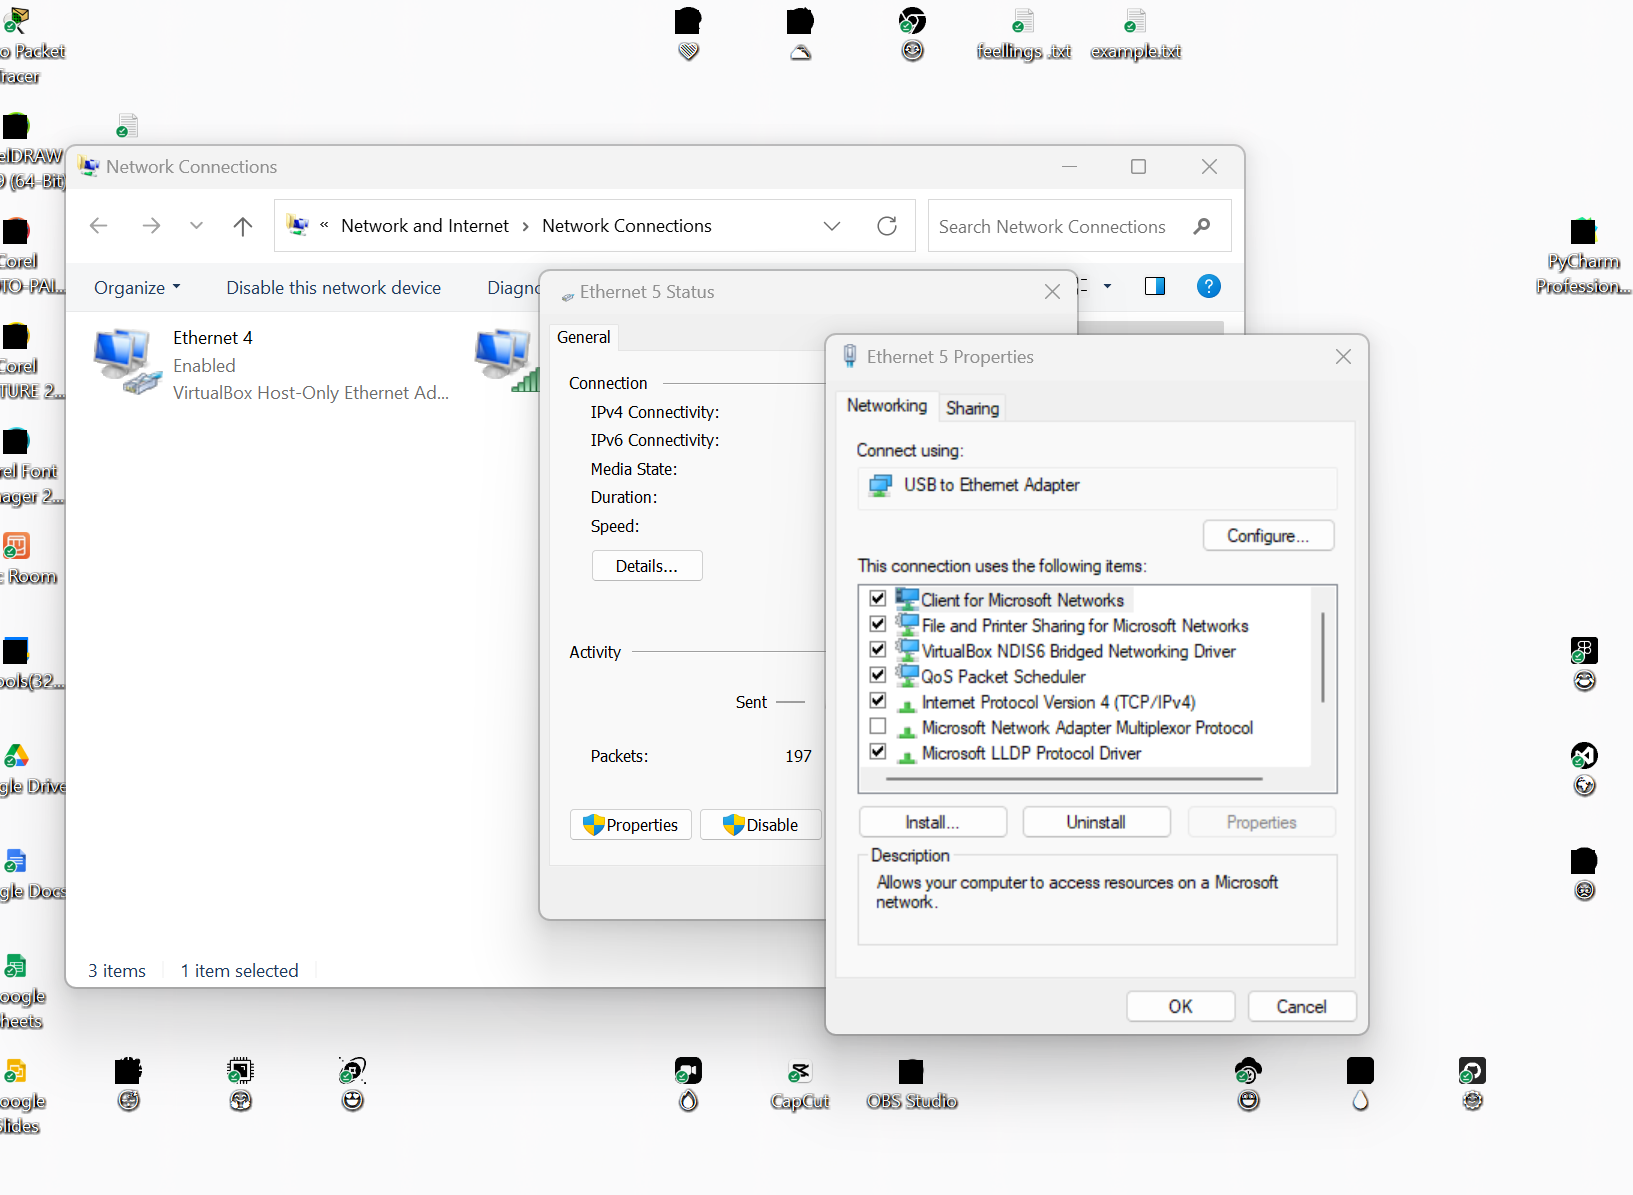 o Packet
Tracer
feellings .txt
example.txt
elDRAW
9 (64-Bit)
Corel
TO-PAI...
Corel
TURE 2...
rel Font
nager 2...
c Room
ools(32...
gle Drive
gle Docs
oogle
heets
oogle
Slides
CapCut
OBS Studio
PyCharm
Profession...
Network Connections
« Network and Internet › Network Connections
Search Network Connections
Organize
Disable this network device
Diagno
Ethernet 4
Enabled
VirtualBox Host-Only Ethernet Ad...
3 items
1 item selected
Ethernet 5 Status
General
Connection
IPv4 Connectivity:
IPv6 Connectivity:
Media State:
Duration:
Speed:
Details...
Activity
Sent
Packets: 197
Properties
Disable
Ethernet 5 Properties
Networking
Sharing
Connect using:
USB to Ethernet Adapter
Configure...
This connection uses the following items:
Client for Microsoft Networks
File and Printer Sharing for Microsoft Networks
VirtualBox NDIS6 Bridged Networking Driver
QoS Packet Scheduler
Internet Protocol Version 4 (TCP/IPv4)
Microsoft Network Adapter Multiplexor Protocol
Microsoft LLDP Protocol Driver
Install...
Uninstall
Properties
Description
Allows your computer to access resources on a Microsoft
network.
OK
Cancel